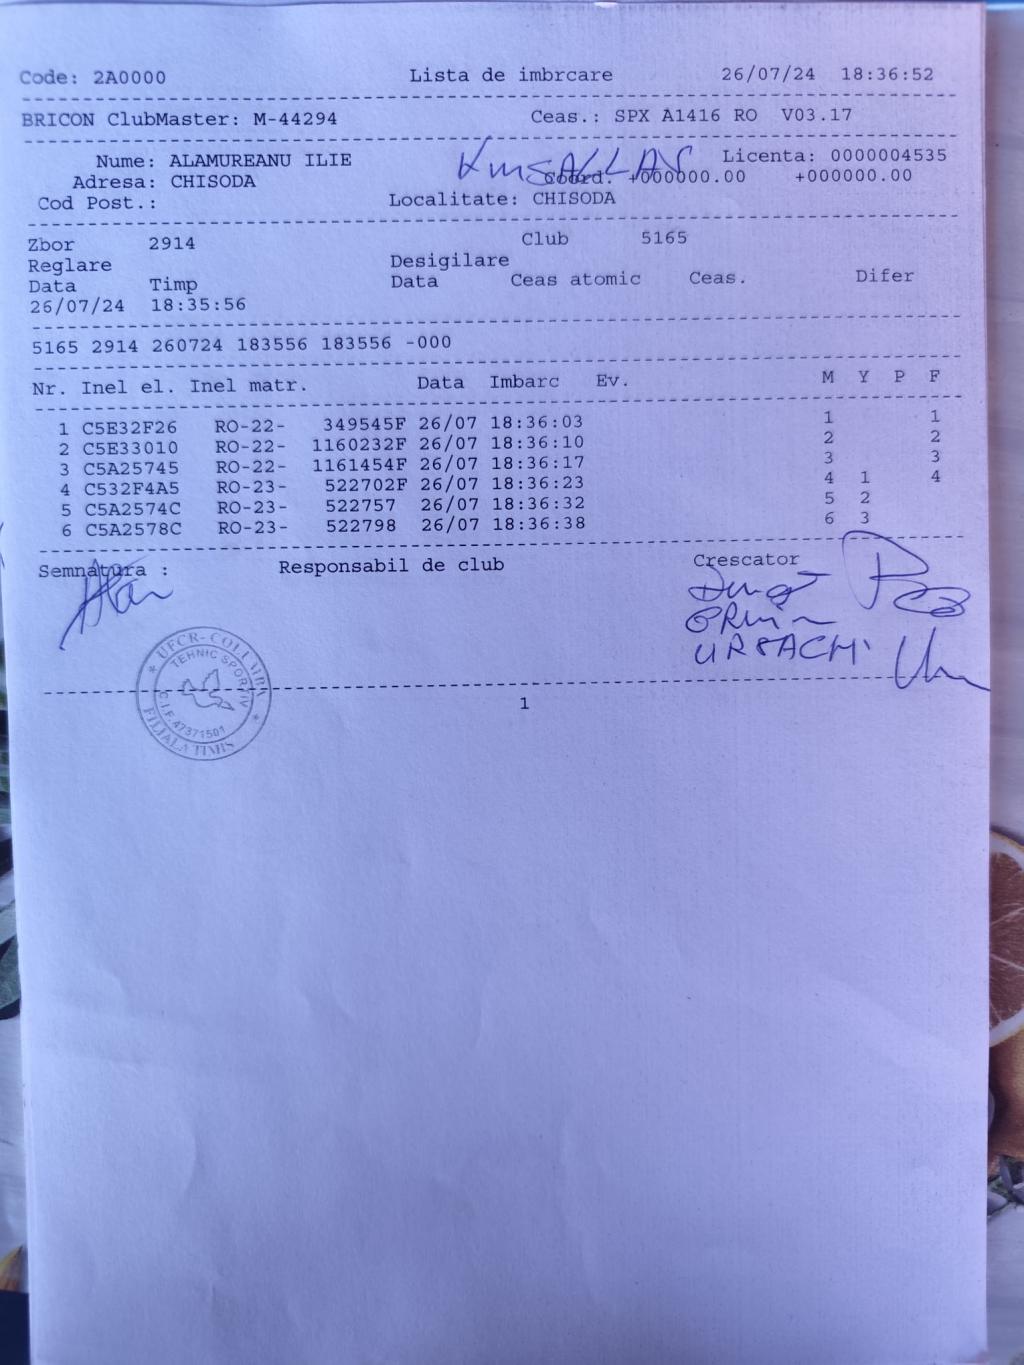 Code: 2A0000 Lista de imbrcare 26/07/24 18:36:52
BRICON ClubMaster: M-44294 Ceas.: SPX A1416 RO V03.17
Nume: ALAMUREANU ILIE Licenta: 0000004535
Adresa: CHISODA Coord. +000000.00 +000000.00
Cod Post.: Localitate: CHISODA
Zbor 2914 Club 5165
Reglare Desigilare
Data Timp Data Ceas atomic Ceas. Difer
26/07/24 18:35:56
5165 2914 260724 183556 183556 -000
Nr. Inel el. Inel matr. Data Imbarc Ev. M Y P F
1 C5E32F26 RO-22- 349545F 26/07 18:36:03 1 1
2 C5E33010 RO-22- 1160232F 26/07 18:36:10 2 2
3 C5A25745 RO-22- 1161454F 26/07 18:36:17 3 3
4 C532F4A5 RO-23- 522702F 26/07 18:36:23 4 1 4
5 C5A2574C RO-23- 522757 26/07 18:36:32 5 2
6 C5A2578C RO-23- 522798 26/07 18:36:38 6 3
Semnatura : Responsabil de club Crescator
URSACHI
UFCR-COLUMBA
TEHNIC SPORTIV
C.I.F. 47371501
FILIALA TIMIS
1